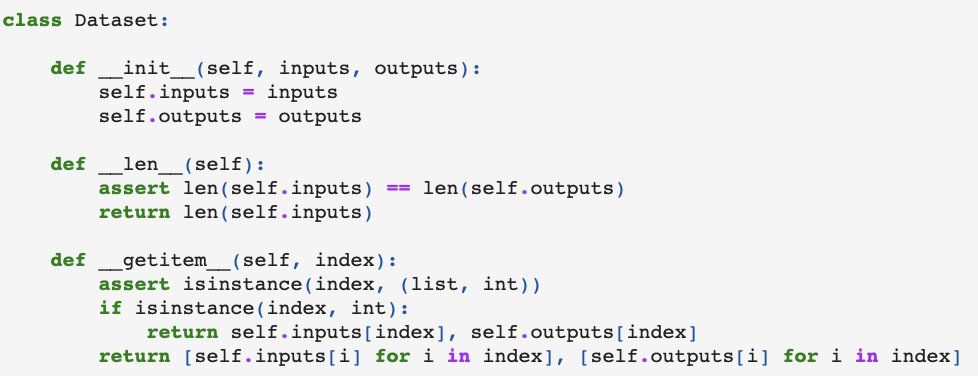 class Dataset:

    def __init__(self, inputs, outputs):
        self.inputs = inputs
        self.outputs = outputs

    def __len__(self):
        assert len(self.inputs) == len(self.outputs)
        return len(self.inputs)

    def __getitem__(self, index):
        assert isinstance(index, (list, int))
        if isinstance(index, int):
            return self.inputs[index], self.outputs[index]
        return [self.inputs[i] for i in index], [self.outputs[i] for i in index]